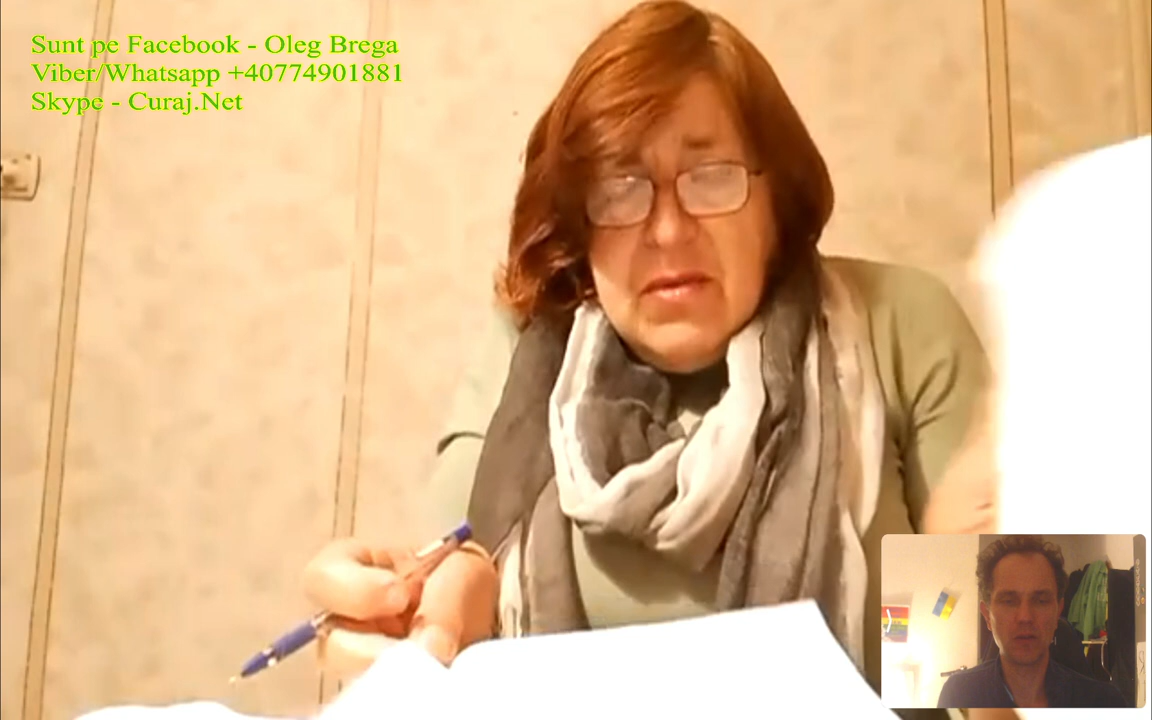 Sunt pe Facebook - Oleg Brega
Viber/Whatsapp +40774901881
Skype - Curaj.Net